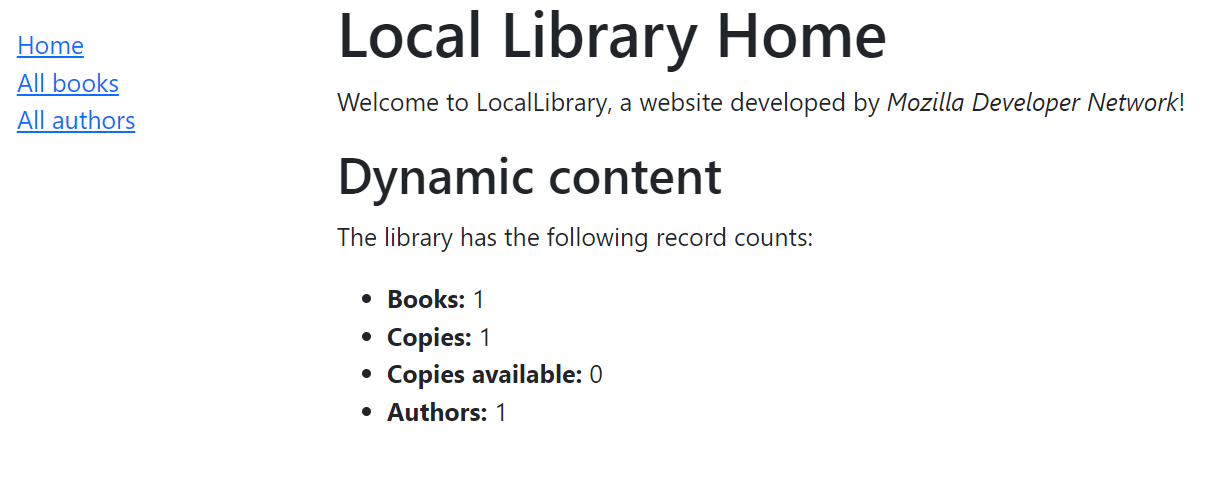 Home
All books
All authors
Local Library Home
Welcome to LocalLibrary, a website developed by Mozilla Developer Network!
Dynamic content
The library has the following record counts:
Books: 1
Copies: 1
Copies available: 0
Authors: 1